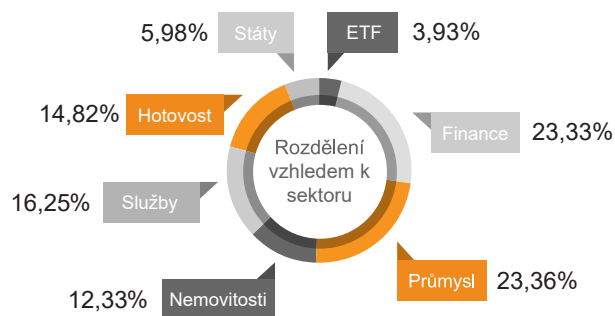 5,98%
Státy
ETF
3,93%
14,82%
Hotovost
Finance
23,33%
Rozdělení
vzhledem k
sektoru
16,25%
Služby
12,33%
Nemovitosti
Průmysl
23,36%